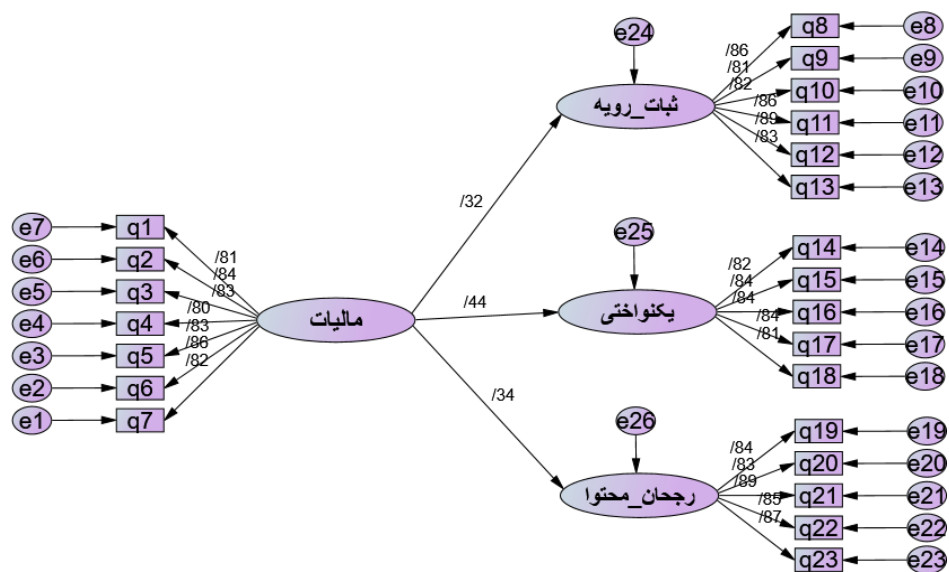 e24
ثبات_رویه
/86
/81
/82
/86
/89
/83
q8
e8
q9
e9
q10
e10
q11
e11
q12
e12
q13
e13
/32
e7
q1
e6
q2
e5
q3
e4
q4
e3
q5
e2
q6
e1
q7
/81
/84
/83
/80
/83
/86
/82
مالیات
/44
e25
یکنواختی
/82
/84
/84
/84
/81
q14
e14
q15
e15
q16
e16
q17
e17
q18
e18
/34
e26
رجحان_محتوا
/84
/83
/89
/85
/87
q19
e19
q20
e20
q21
e21
q22
e22
q23
e23